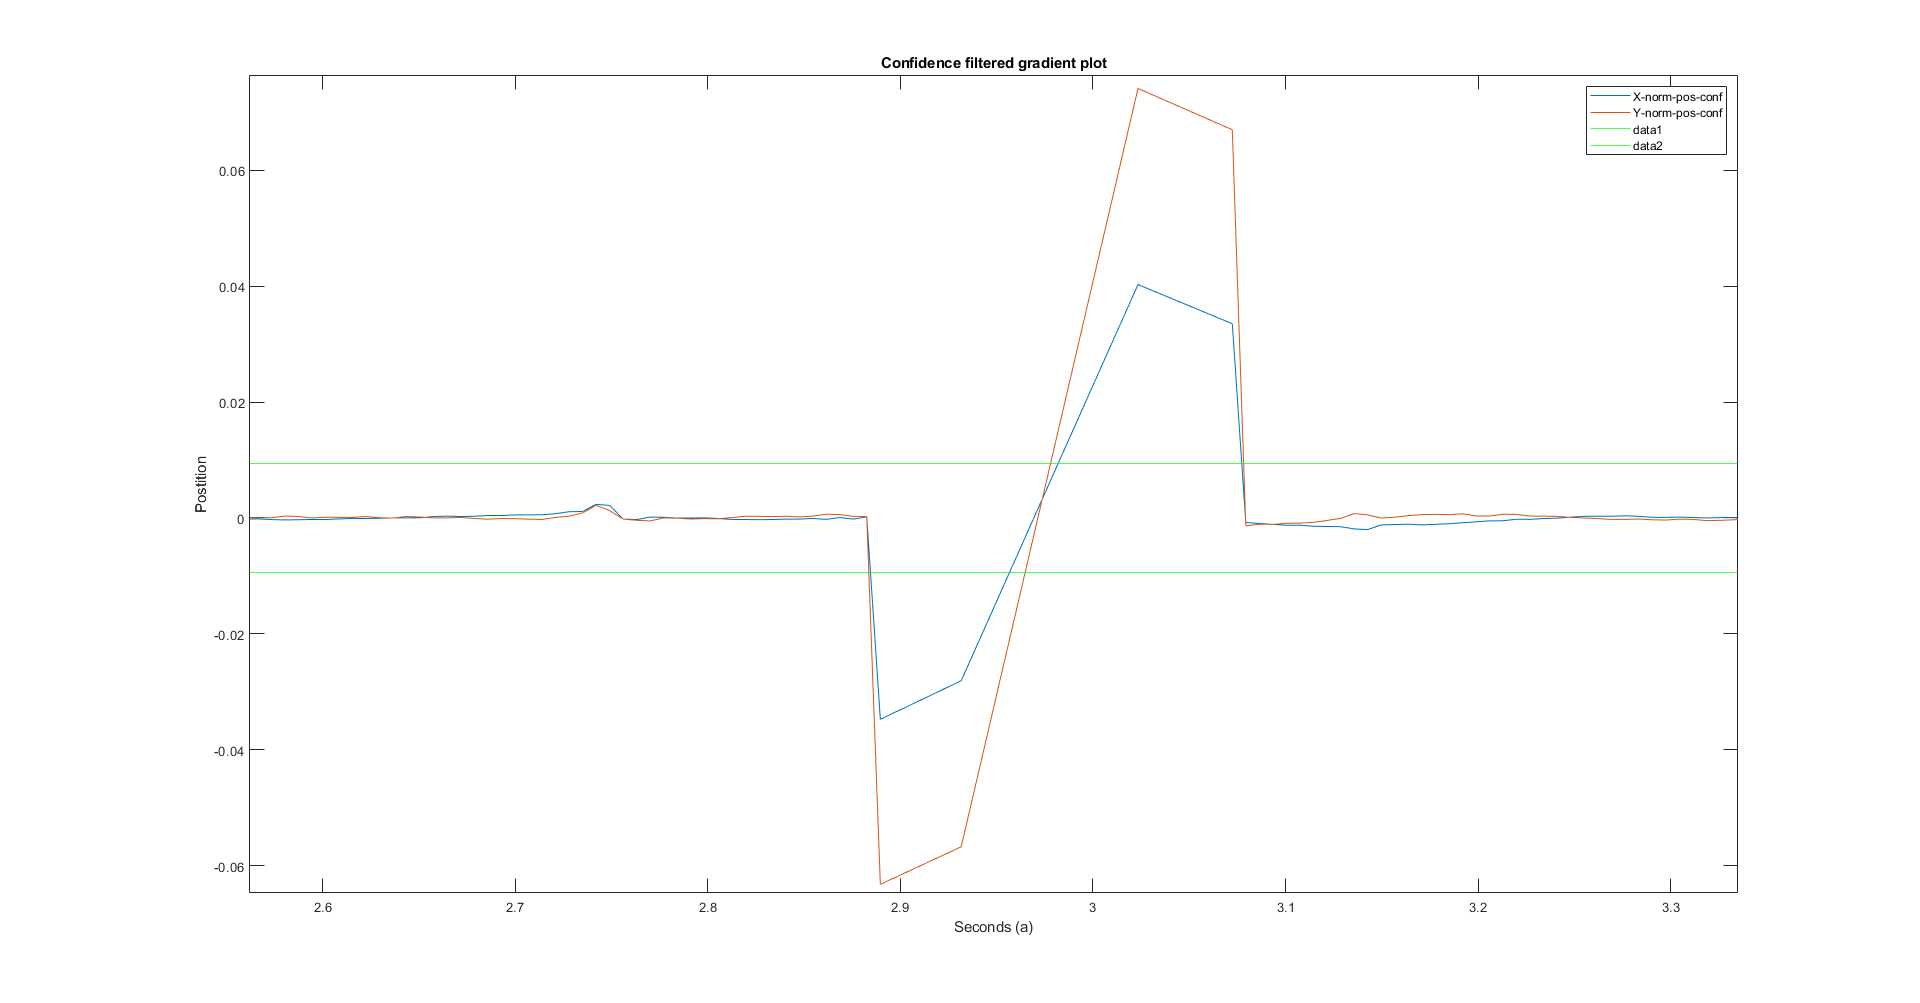 Confidence filtered gradient plot
X-norm-pos-conf
Y-norm-pos-conf
data1
data2
0.06
0.04
0.02
0
-0.02
-0.04
-0.06
Postition
2.6 2.7 2.8 2.9 3 3.1 3.2 3.3
Seconds (a)